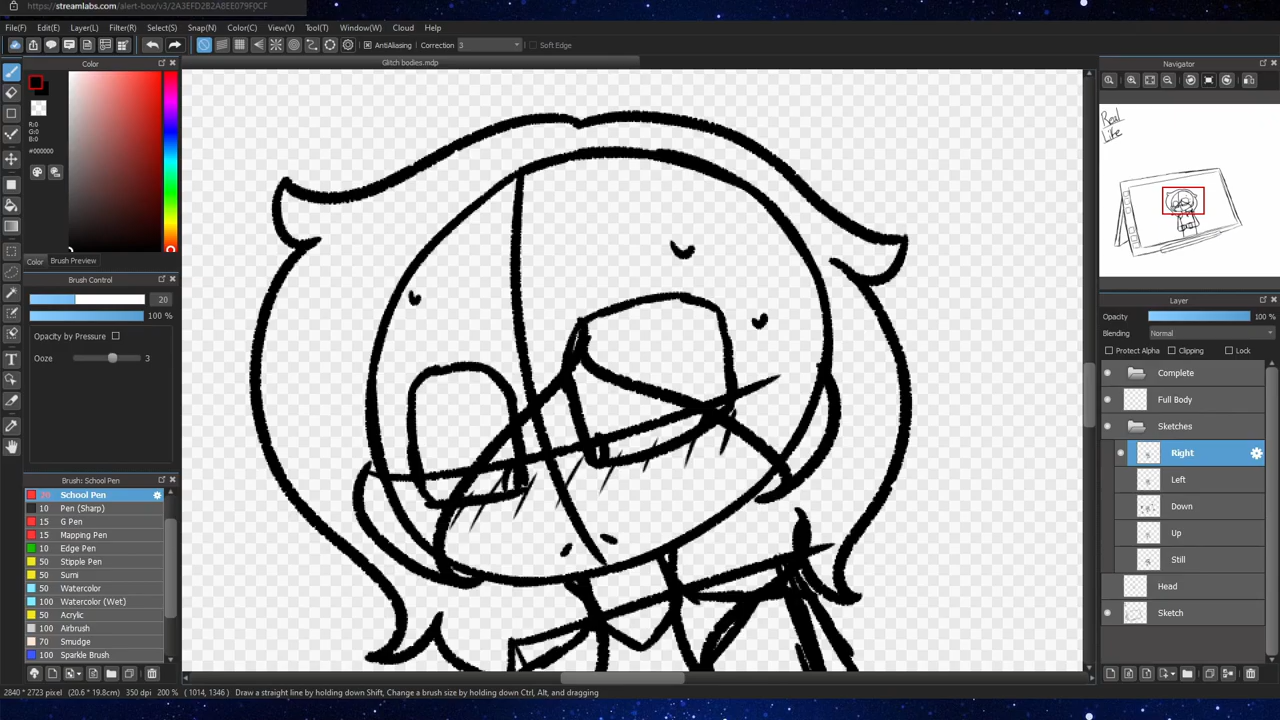 https://streamlabs.com/alert-box/v3/2A3EFD2B2A8EE079F0CF
File(F) Edit(E) Layer(L) Filter(R) Select(S) Snap(N) Color(C) View(V) Tool(T) Window(W) Cloud Help
AntiAliasing Correction 3 Soft Edge
Color
Glitch bodies.mdp
Navigator
R:0
G:0
B:0
#000000
Real
Life
Color Brush Preview
Brush Control
20
100 %
Opacity by Pressure
Ooze 3
Layer
Opacity 100 %
Blending Normal
Protect Alpha Clipping Lock
Complete
Full Body
Sketches
Right
Left
Down
Up
Still
Head
Sketch
Brush: School Pen
20 School Pen
10 Pen (Sharp)
15 G Pen
15 Mapping Pen
10 Edge Pen
50 Stipple Pen
50 Sumi
50 Watercolor
100 Watercolor (Wet)
50 Acrylic
100 Airbrush
70 Smudge
100 Sparkle Brush
2840 * 2723 pixel (20.6 * 19.8cm) 350 dpi 200 % (1014, 1346) Draw a straight line by holding down Shift, Change a brush size by holding down Ctrl, Alt, and dragging